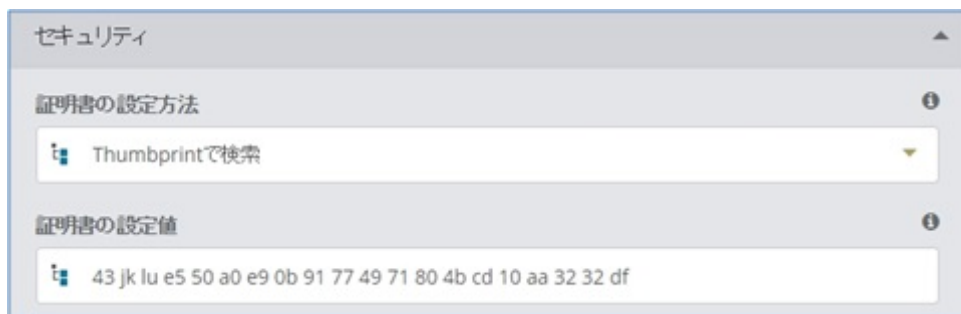 セキュリティ
証明書の設定方法
Thumbprintで検索
証明書の設定値
43 jk lu e5 50 a0 e9 0b 91 77 49 71 80 4b cd 10 aa 32 32 df